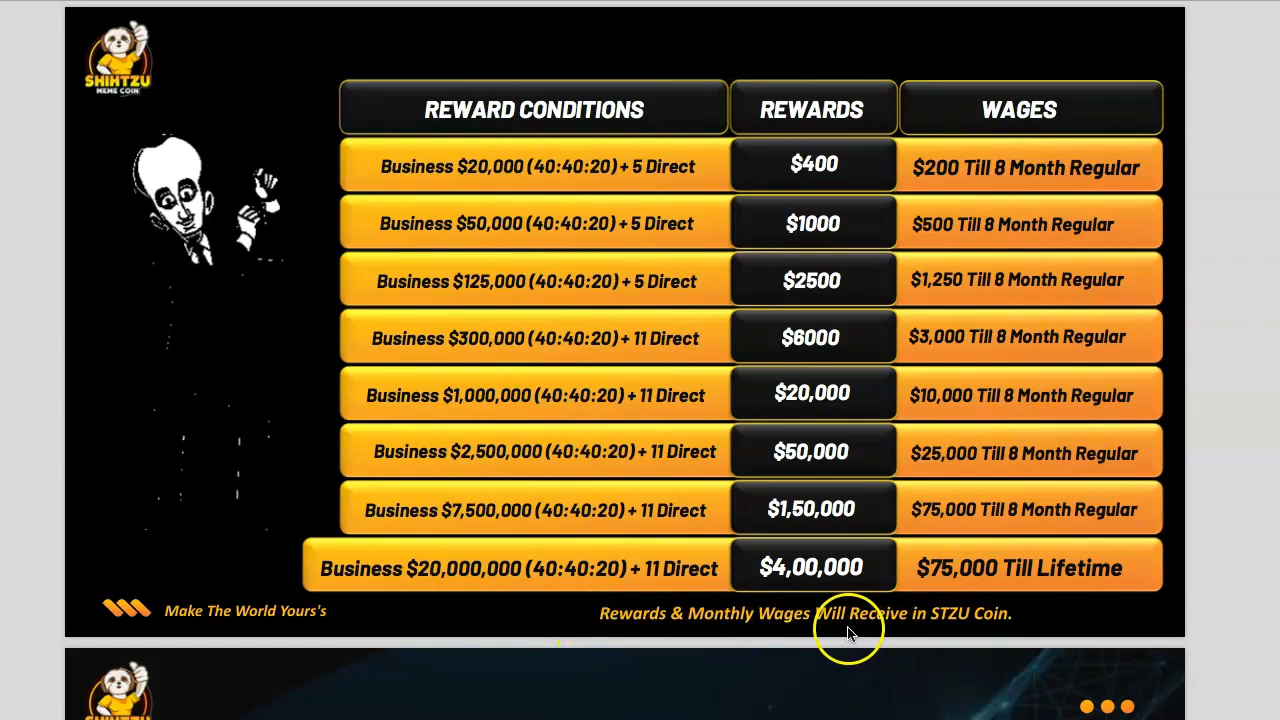 SHIHTZU
MEME COIN
REWARD CONDITIONS REWARDS WAGES
Business $20,000 (40:40:20) + 5 Direct $400 $200 Till 8 Month Regular
Business $50,000 (40:40:20) + 5 Direct $1000 $500 Till 8 Month Regular
Business $125,000 (40:40:20) + 5 Direct $2500 $1,250 Till 8 Month Regular
Business $300,000 (40:40:20) + 11 Direct $6000 $3,000 Till 8 Month Regular
Business $1,000,000 (40:40:20) + 11 Direct $20,000 $10,000 Till 8 Month Regular
Business $2,500,000 (40:40:20) + 11 Direct $50,000 $25,000 Till 8 Month Regular
Business $7,500,000 (40:40:20) + 11 Direct $1,50,000 $75,000 Till 8 Month Regular
Business $20,000,000 (40:40:20) + 11 Direct $4,00,000 $75,000 Till Lifetime
Make The World Yours's
Rewards & Monthly Wages Will Receive in STZU Coin.
SHIHTZU